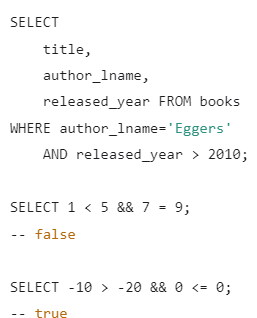 SELECT
    title,
    author_lname,
    released_year FROM books
WHERE author_lname='Eggers'
    AND released_year > 2010;

SELECT 1 < 5 && 7 = 9;
-- false

SELECT -10 > -20 && 0 <= 0;
-- true